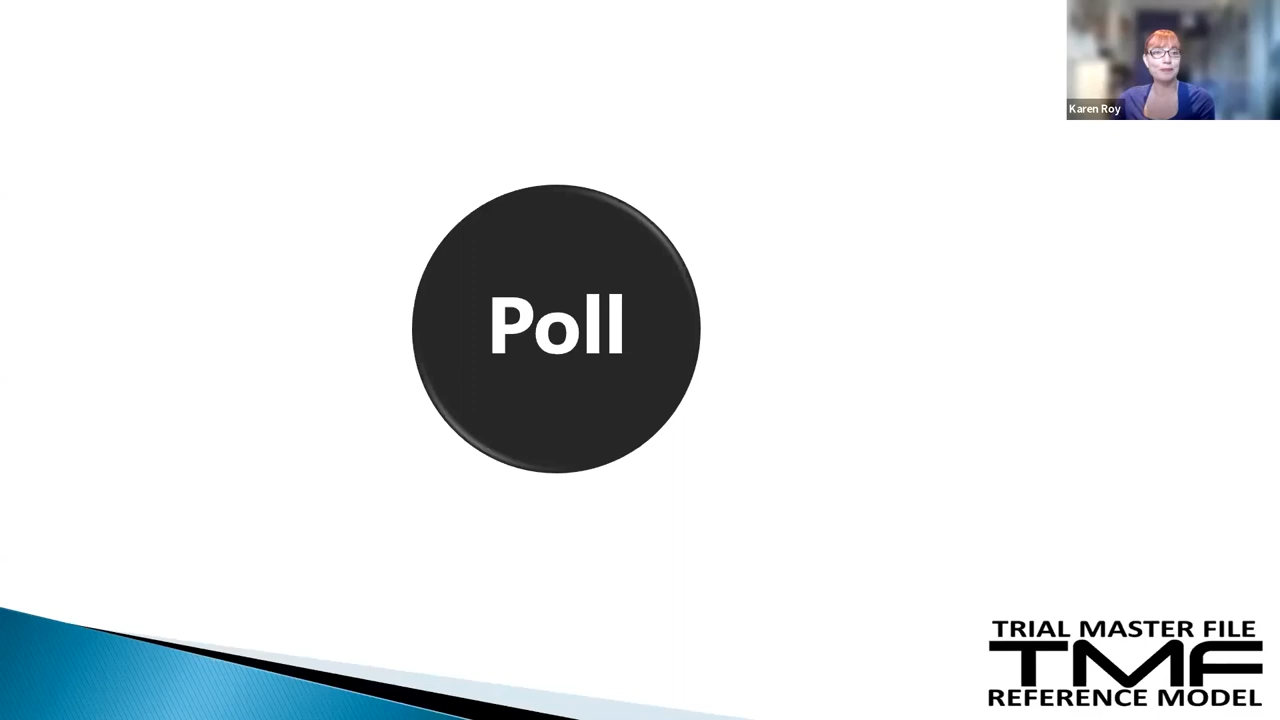 Karen Roy
Poll
TRIAL MASTER FILE
TMF
REFERENCE MODEL